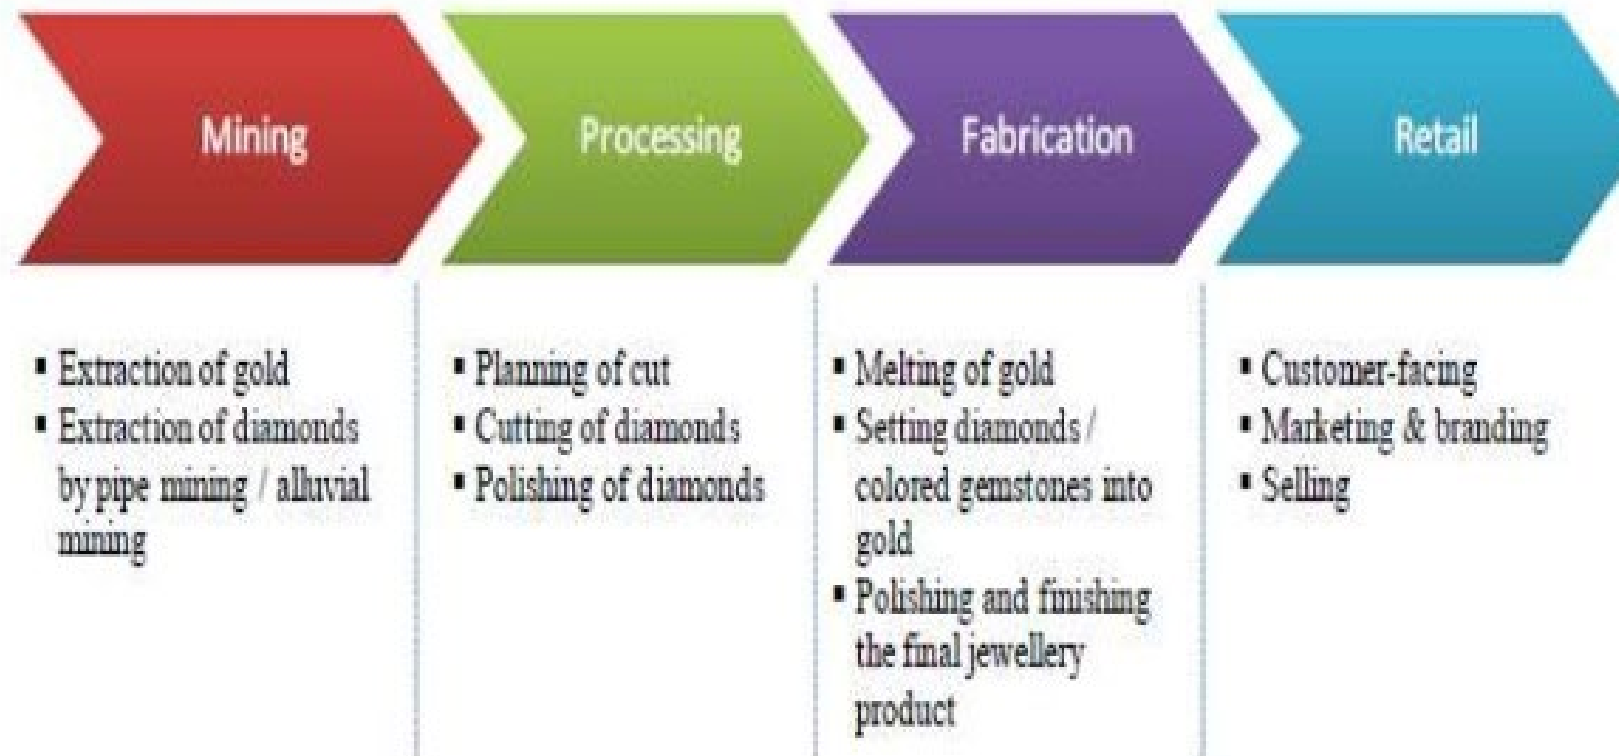 Mining
Processing
Fabrication
Retail
▪ Extraction of gold
▪ Extraction of diamonds
by pipe mining / alluvial
mining
▪ Planning of cut
▪ Cutting of diamonds
▪ Polishing of diamonds
▪ Melting of gold
▪ Setting diamonds /
colored gemstones into
gold
▪ Polishing and finishing
the final jewellery
product
▪ Customer-facing
▪ Marketing & branding
▪ Selling